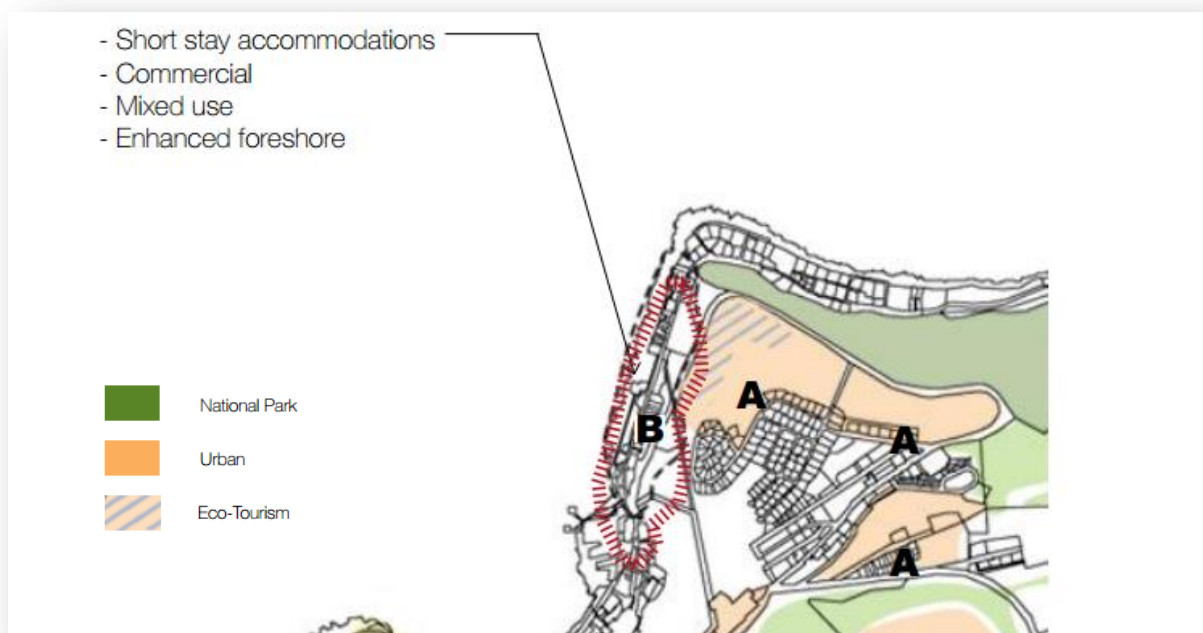 - Short stay accommodations
- Commercial
- Mixed use
- Enhanced foreshore
National Park
Urban
Eco-Tourism
A
B
A
A